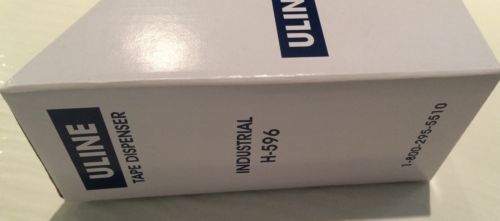 ULINE
ULINE
TAPE DISPENSER
INDUSTRIAL
H-596
1-800-295-5510